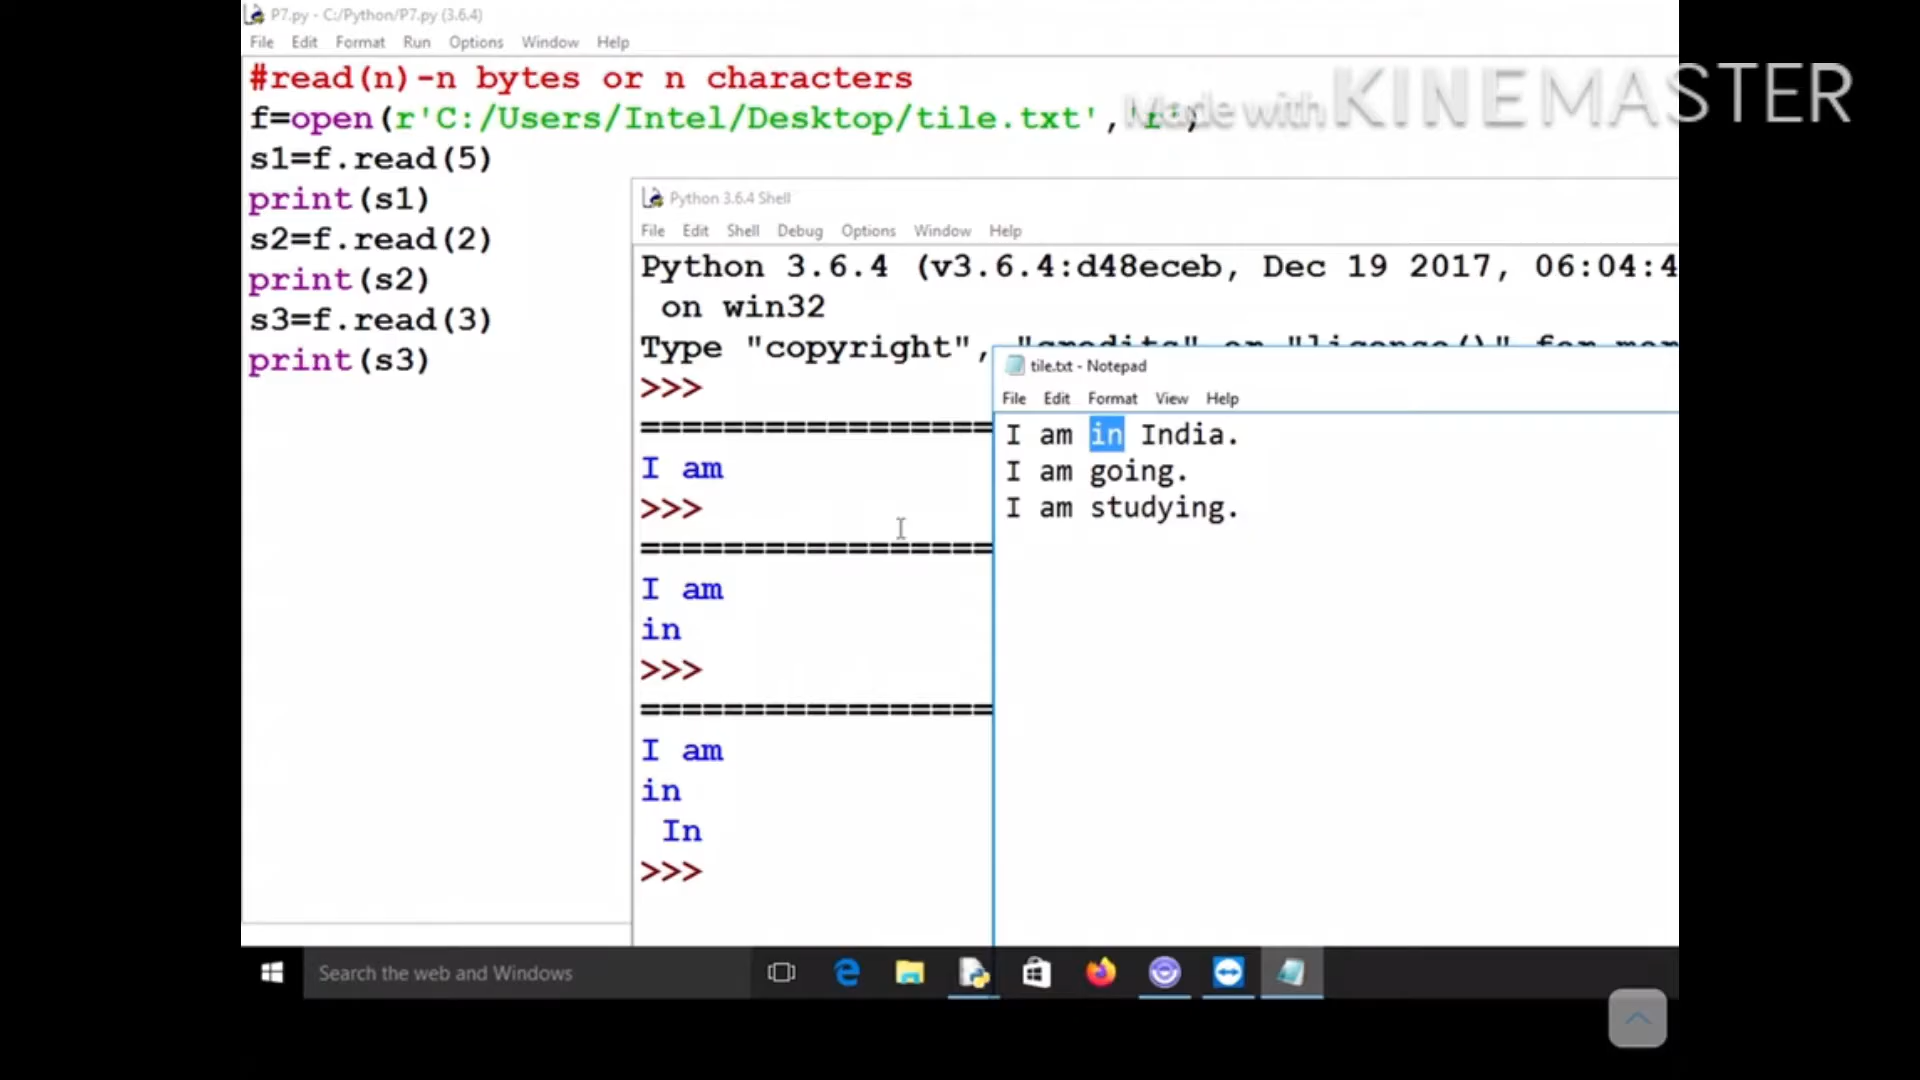 P7.py - C:/Python/P7.py (3.6.4)
File Edit Format Run Options Window Help
#read(n)-n bytes or n characters
f=open(r'C:/Users/Intel/Desktop/tile.txt','r')
Made with KINEMASTER
s1=f.read(5)
print(s1)
s2=f.read(2)
print(s2)
s3=f.read(3)
print(s3)
Python 3.6.4 Shell
File Edit Shell Debug Options Window Help
Python 3.6.4 (v3.6.4:d48eceb, Dec 19 2017, 06:04:4
on win32
Type "copyright", "credits" or "license()" for mor
>>>
=================
I am
>>>
=================
I am
in
>>>
=================
I am
in
 In
>>>
tile.txt - Notepad
File Edit Format View Help
I am in India.
I am going.
I am studying.
Search the web and Windows